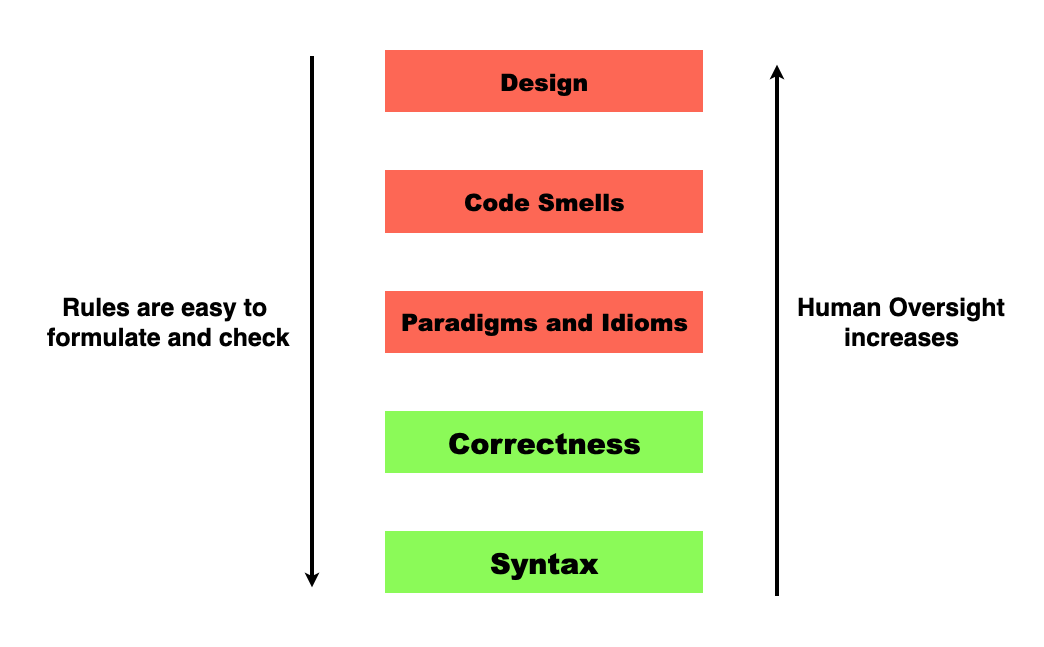 Design
Code Smells
Rules are easy to
formulate and check
Paradigms and Idioms
Human Oversight
increases
Correctness
Syntax